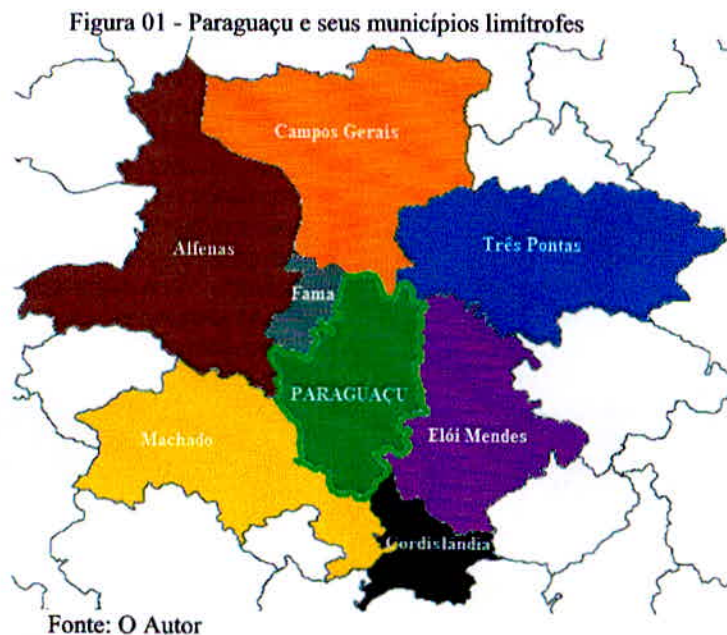 Figura 01 - Paraguaçu e seus municípios limítrofes
Campos Gerais
Alfenas
Três Pontas
Fama
PARAGUAÇU
Machado
Elói Mendes
Cordislândia
Fonte: O Autor